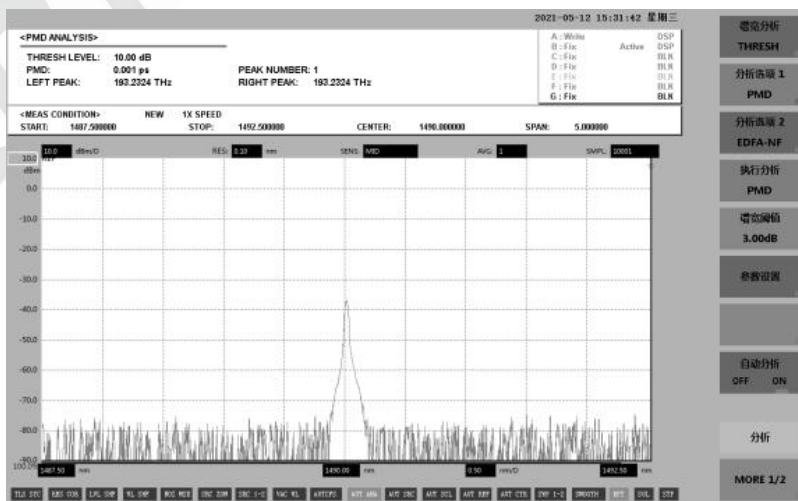 2021-05-12 15:31:42 星期三
<PMD ANALYSIS>
THRESH LEVEL: 10.00 dB
PMD: 0.001 ps PEAK NUMBER: 1
LEFT PEAK: 193.2324 THz RIGHT PEAK: 193.2324 THz
A : Write DSP
B : Fix Active DSP
C : Fix BLK
D : Fix BLK
E : Fix BLK
F : Fix BLK
G : Fix BLK
<MEAS CONDITION> NEW 1X SPEED
START: 1487.500000 STOP: 1492.500000 CENTER: 1490.000000 SPAN: 5.000000
10.0 dBm/D RES: 0.10 nm SENS: MID AVG: 1 SMPL: 10001
10.0 REF
dBm
0.0
-10.0
-20.0
-30.0
-40.0
-50.0
-60.0
-70.0
-80.0
-90.0
100.0
1487.50 nm 1490.00 nm 0.50 nm/D 1492.50 nm
谱宽分析
THRESH
分析选项 1
PMD
分析选项 2
EDFA-NF
执行分析
PMD
谱宽阈值
3.00dB
参数设置
自动分析
OFF ON
分析
MORE 1/2